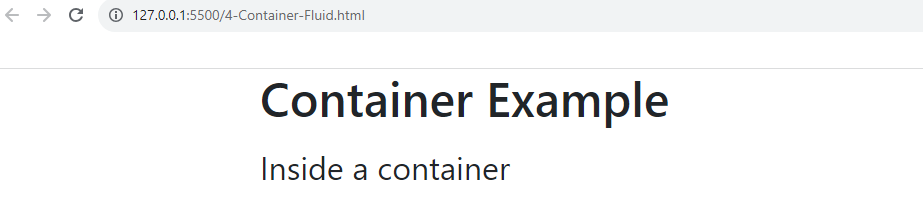 127.0.0.1:5500/4-Container-Fluid.html
Container Example
Inside a container